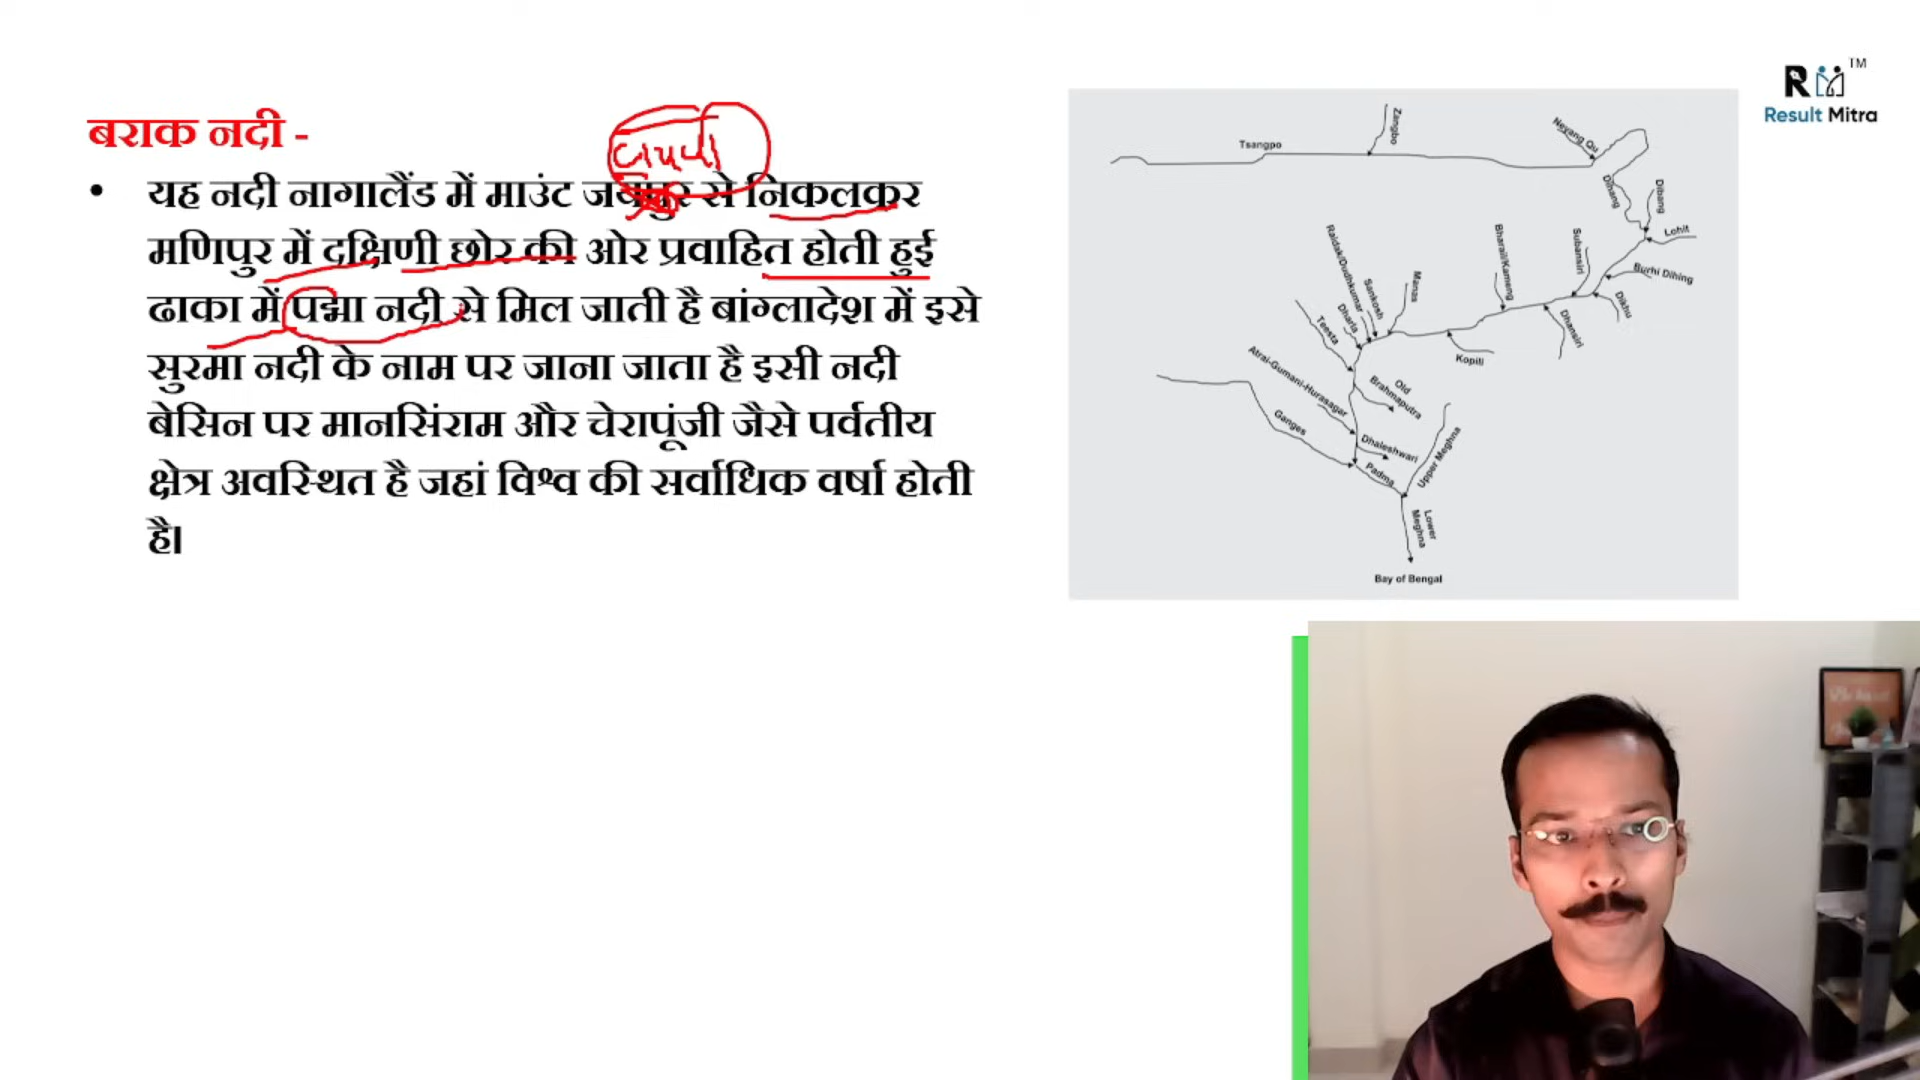 बराक नदी -
• यह नदी नागालैंड में माउंट से निकलकर
मणिपुर में दक्षिणी छोर की ओर प्रवाहित होती हुई
ढाका में पद्मा नदी से मिल जाती है बांग्लादेश में इसे
सुरमा नदी के नाम पर जाना जाता है इसी नदी
बेसिन पर मानसिंराम और चेरापूंजी जैसे पर्वतीय
क्षेत्र अवस्थित है जहां विश्व की सर्वाधिक वर्षा होती
है।
Tsangpo
Zangbo
Neyang Qu
Dihang
Dibang
Lohit
Burhi Dihing
Dikhu
Dhansiri
Subansiri
Bharali/Kameng
Kopili
Manas
Sankosh
Raidak/Dudhkumar
Dharla
Teesta
Old
Brahmaputra
Atrai-Gumani-Hurasagar
Ganges
Dhaleshwari
Padma
Upper Meghna
Lower
Meghna
Bay of Bengal
RM TM
Result Mitra